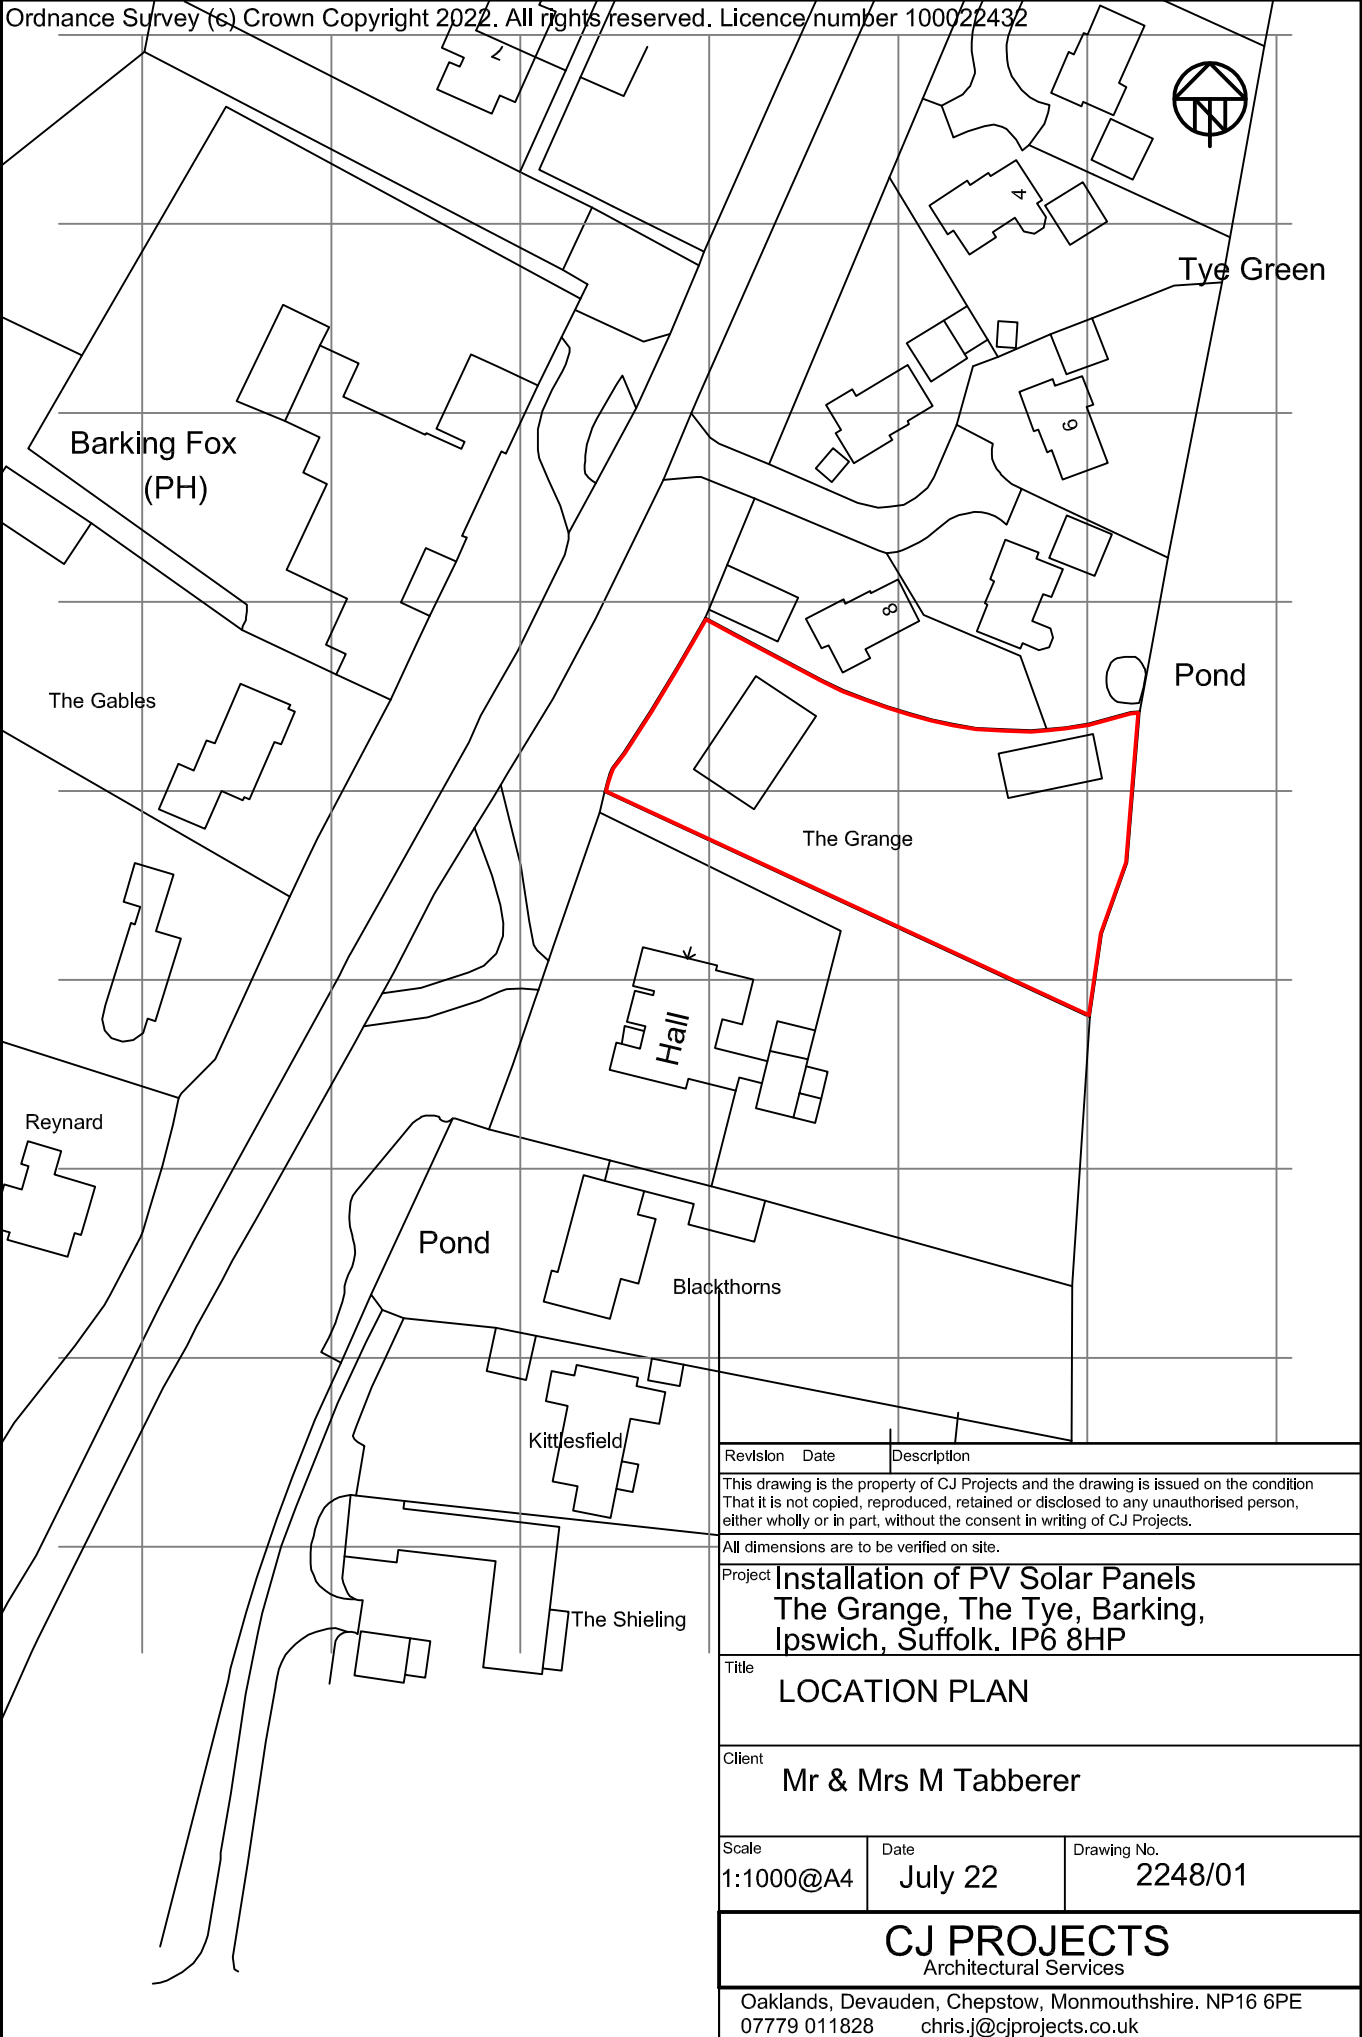 Ordnance Survey (c) Crown Copyright 2022. All rights reserved. Licence number 100022432
7
N
4
Tye Green
Barking Fox
(PH)
6
8
Pond
The Gables
The Grange
Hall
Reynard
Pond
Blackthorns
Kittlesfield
The Shieling
Revision Date Description
This drawing is the property of CJ Projects and the drawing is issued on the condition
That it is not copied, reproduced, retained or disclosed to any unauthorised person,
either wholly or in part, without the consent in writing of CJ Projects.
All dimensions are to be verified on site.
Project Installation of PV Solar Panels
The Grange, The Tye, Barking,
Ipswich, Suffolk. IP6 8HP
Title
LOCATION PLAN
Client
Mr & Mrs M Tabberer
Scale
1:1000@A4
Date
July 22
Drawing No.
2248/01
CJ PROJECTS
Architectural Services
Oaklands, Devauden, Chepstow, Monmouthshire. NP16 6PE
07779 011828 chris.j@cjprojects.co.uk